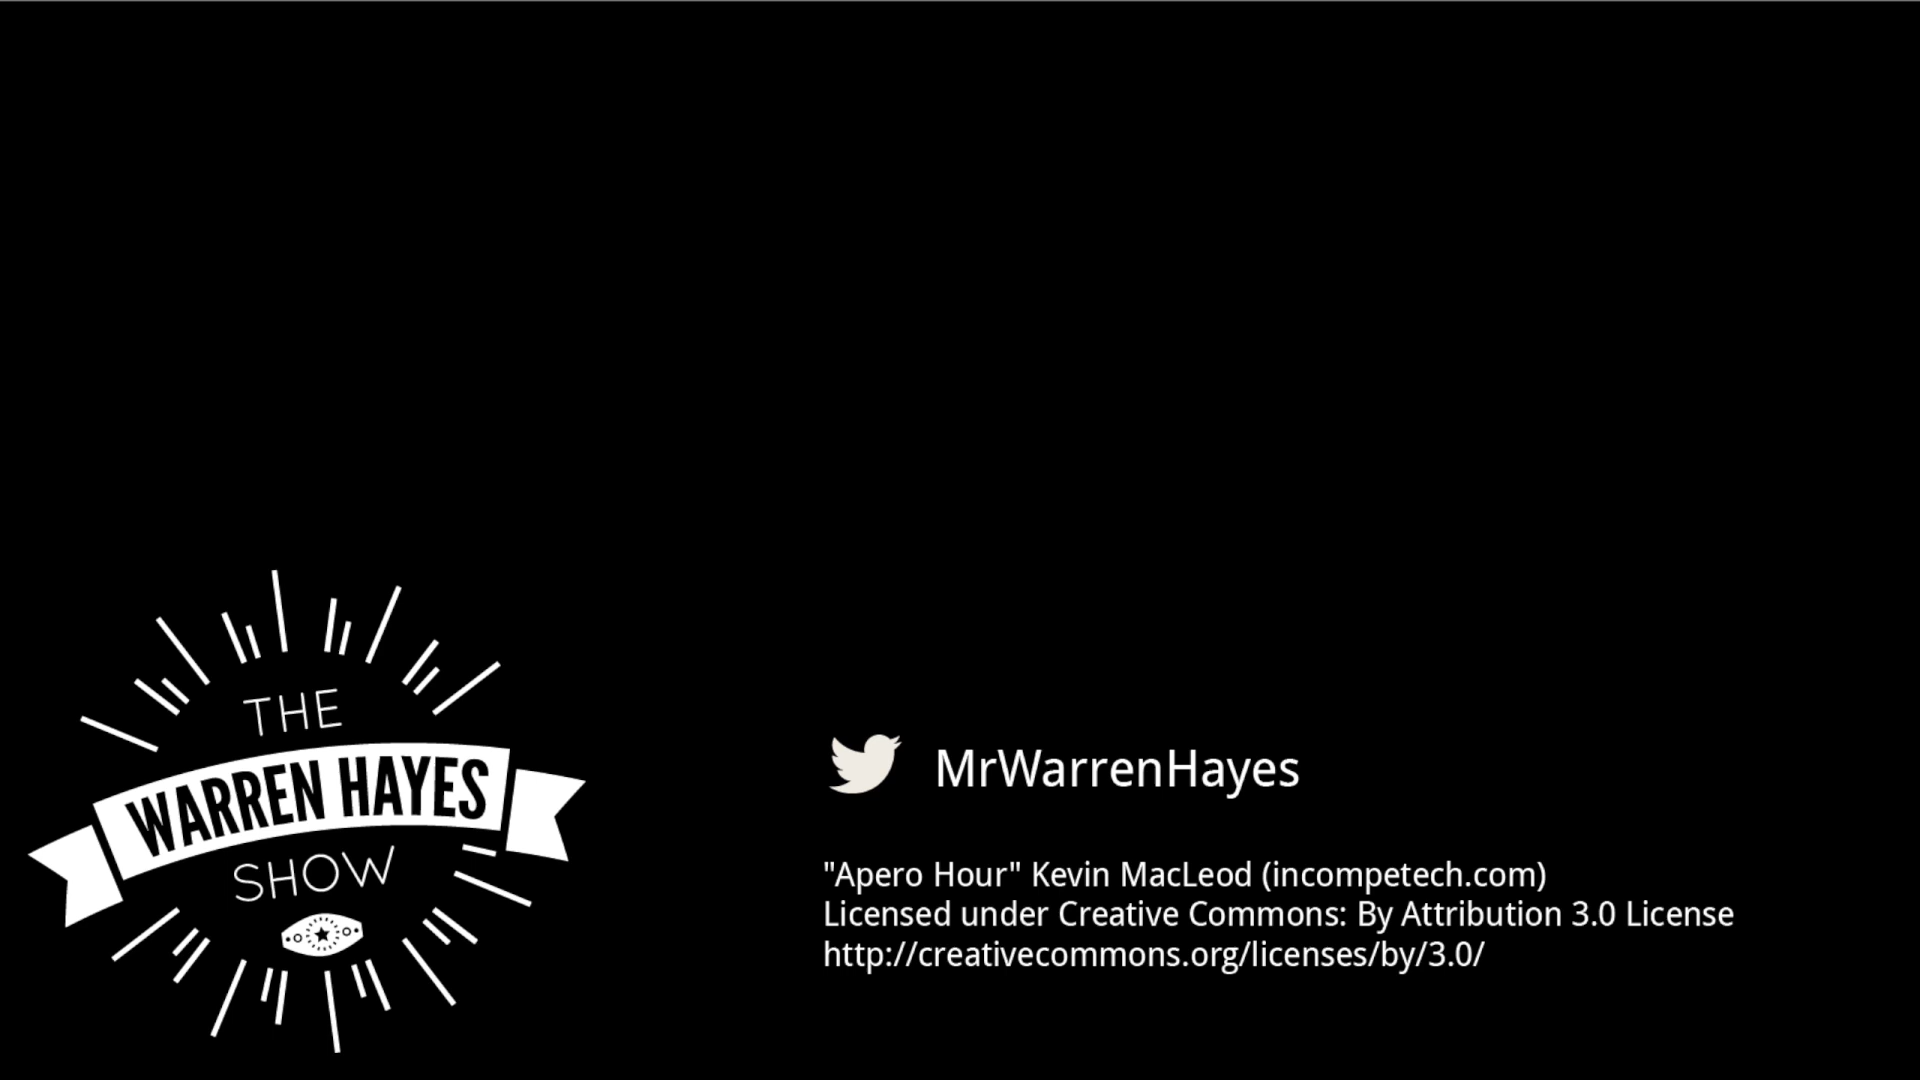 THE
WARREN HAYES
SHOW
MrWarrenHayes
"Apero Hour" Kevin MacLeod (incompetech.com)
Licensed under Creative Commons: By Attribution 3.0 License
http://creativecommons.org/licenses/by/3.0/